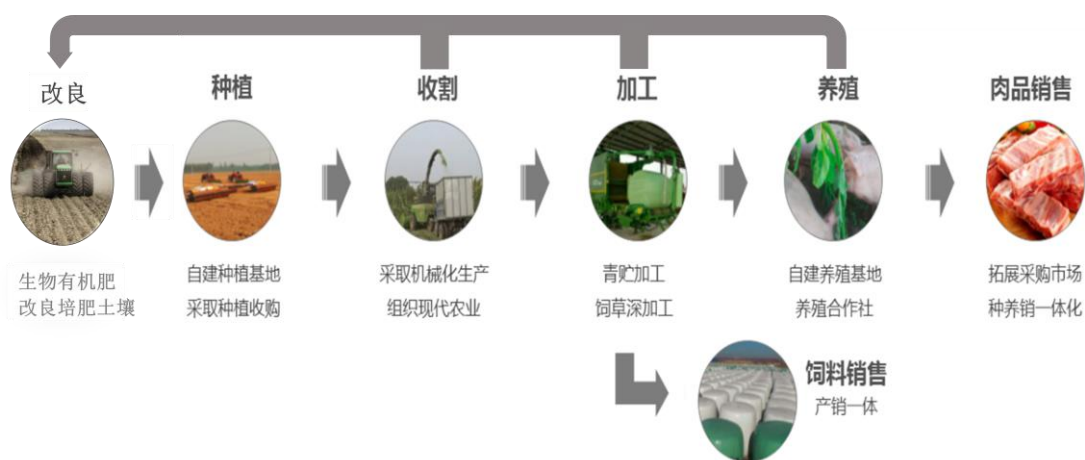 改良
种植
收割
加工
养殖
肉品销售
生物有机肥
改良培肥土壤
自建种植基地
采取种植收购
采取机械化生产
组织现代农业
青贮加工
饲草深加工
自建养殖基地
养殖合作社
拓展采购市场
种养销一体化
饲料销售
产销一体